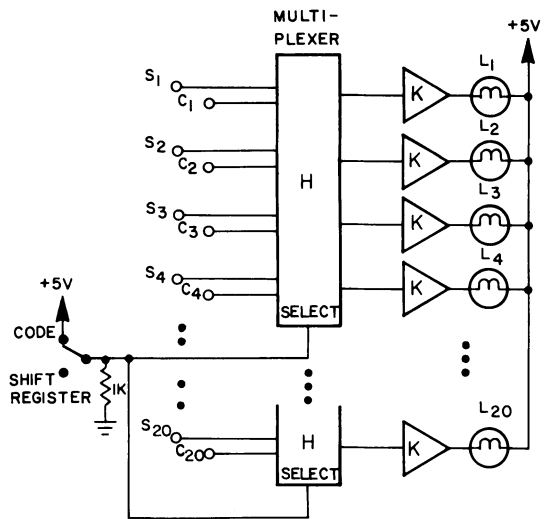 MULTI-
PLEXER
+5V
S1
C1
K
L1
S2
C2
H
K
L2
S3
C3
K
L3
S4
C4
K
L4
SELECT
+5V
CODE
SHIFT
REGISTER
1K
S20
C20
H
SELECT
K
L20